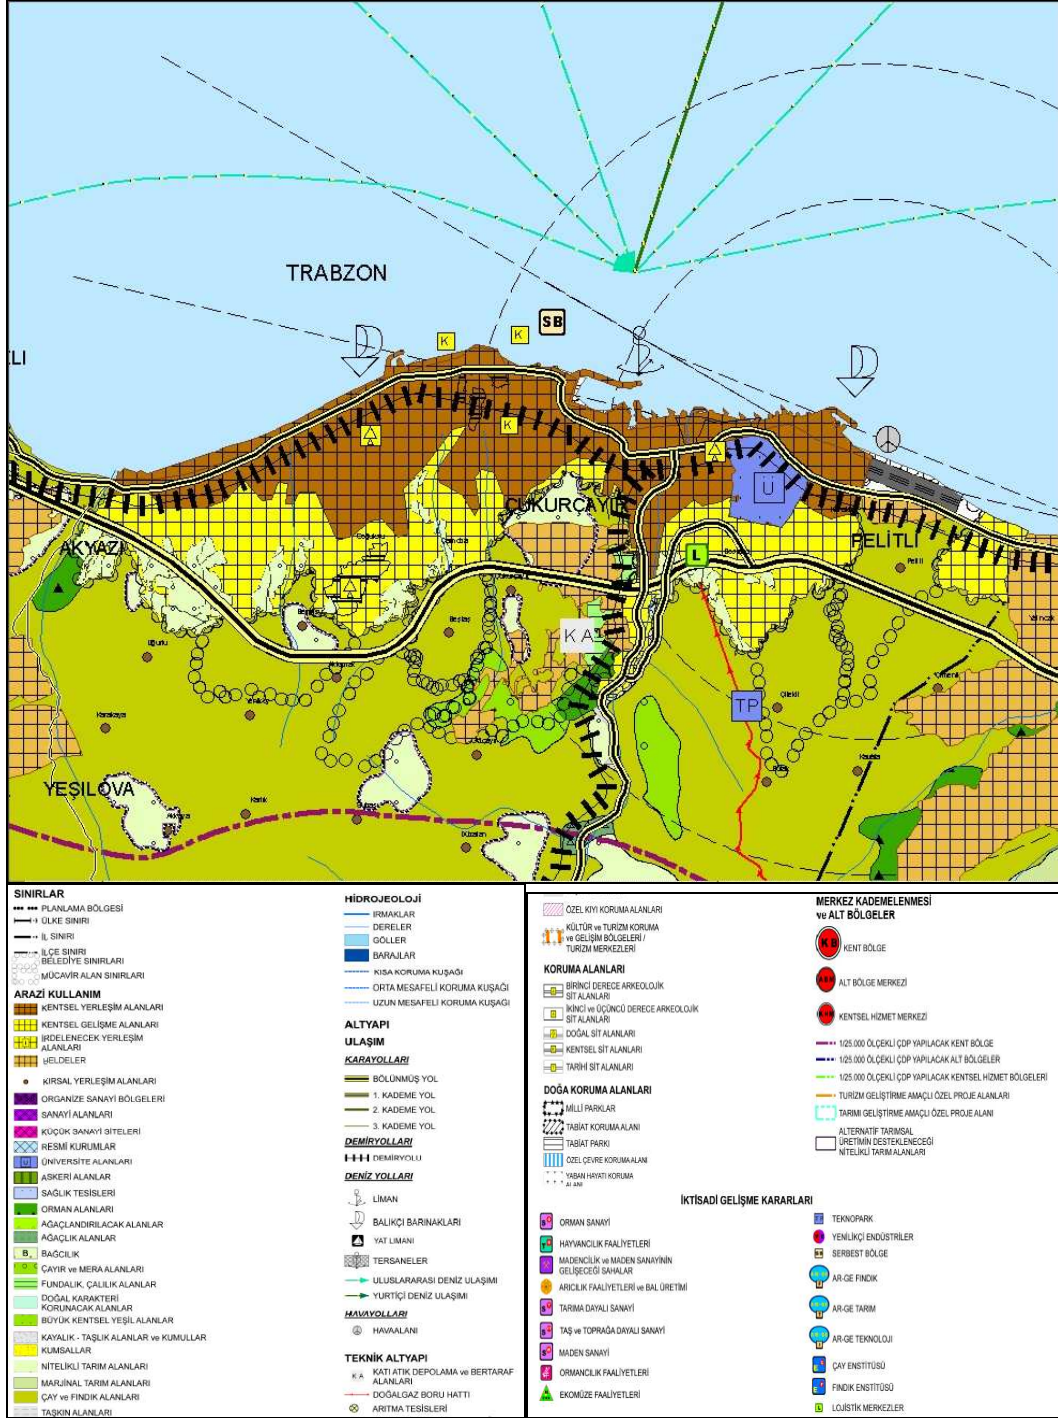 TRABZON
SB
K
K
K
LI
Ü
ÇUKURÇAYIR
AKYAZI
PELİTLİ
L
K A
TP
YEŞİLOVA
Karakaya
SINIRLAR
PLANLAMA BÖLGESİ
ÜLKE SINIRI
İL SINIRI
İLÇE SINIRI
BELEDİYE SINIRLARI
MÜCAVİR ALAN SINIRLARI
ARAZİ KULLANIM
KENTSEL YERLEŞİM ALANLARI
KENTSEL GELİŞME ALANLARI
İRDELENECEK YERLEŞİM
ALANLARI
BELDELER
KIRSAL YERLEŞİM ALANLARI
ORGANİZE SANAYİ BÖLGELERİ
SANAYİ ALANLARI
KÜÇÜK SANAYİ SİTELERİ
RESMİ KURUMLAR
ÜNİVERSİTE ALANLARI
ASKERİ ALANLAR
SAĞLIK TESİSLERİ
ORMAN ALANLARI
AĞAÇLANDIRILACAK ALANLAR
AĞAÇLIK ALANLAR
B BAĞCILIK
ÇAYIR ve MERA ALANLARI
FUNDALIK, ÇALILIK ALANLAR
DOĞAL KARAKTERİ
KORUNACAK ALANLAR
BÜYÜK KENTSEL YEŞİL ALANLAR
KAYALIK - TAŞLIK ALANLAR ve KUMULLAR
KUMSALLAR
NİTELİKLİ TARIM ALANLARI
MARJİNAL TARIM ALANLARI
ÇAY ve FINDIK ALANLARI
TAŞKIN ALANLARI
HİDROJEOLOJİ
IRMAKLAR
DERELER
GÖLLER
BARAJLAR
KISA KORUMA KUŞAĞI
ORTA MESAFELİ KORUMA KUŞAĞI
UZUN MESAFELİ KORUMA KUŞAĞI
ALTYAPI
ULAŞIM
KARAYOLLARI
BÖLÜNMÜŞ YOL
1. KADEME YOL
2. KADEME YOL
3. KADEME YOL
DEMİRYOLLARI
DEMİRYOLU
DENİZ YOLLARI
LİMAN
BALIKÇI BARINAKLARI
YAT LİMANI
TERSANELER
ULUSLARARASI DENİZ ULAŞIMI
YURTİÇİ DENİZ ULAŞIMI
HAVAYOLLARI
HAVAALANI
TEKNİK ALTYAPI
K A KATI ATIK DEPOLAMA ve BERTARAF
ALANLARI
DOĞALGAZ BORU HATTI
ARITMA TESİSLERİ
ÖZEL KIYI KORUMA ALANLARI
KÜLTÜR ve TURİZM KORUMA
ve GELİŞİM BÖLGELERİ /
TURİZM MERKEZLERİ
KORUMA ALANLARI
BİRİNCİ DERECE ARKEOLOJİK
SİT ALANLARI
İKİNCİ ve ÜÇÜNCÜ DERECE ARKEOLOJİK
SİT ALANLARI
DOĞAL SİT ALANLARI
KENTSEL SİT ALANLARI
TARİHİ SİT ALANLARI
DOĞA KORUMA ALANLARI
MİLLİ PARKLAR
TABİAT KORUMA ALANI
TABİAT PARKI
ÖZEL ÇEVRE KORUMA ALANI
YABAN HAYATI KORUMA
ALANI
MERKEZ KADEMELENMESİ
ve ALT BÖLGELER
KB KENT BÖLGE
ALT BÖLGE MERKEZİ
KENTSEL HİZMET MERKEZİ
1/25.000 ÖLÇEKLİ ÇDP YAPILACAK KENT BÖLGE
1/25.000 ÖLÇEKLİ ÇDP YAPILACAK ALT BÖLGELER
1/25.000 ÖLÇEKLİ ÇDP YAPILACAK KENTSEL HİZMET BÖLGELERİ
TURİZM GELİŞTİRME AMAÇLI ÖZEL PROJE ALANLARI
TARIMI GELİŞTİRME AMAÇLI ÖZEL PROJE ALANI
ALTERNATİF TARIMSAL
ÜRETİMİN DESTEKLENECEĞİ
NİTELİKLİ TARIM ALANLARI
İKTİSADİ GELİŞME KARARLARI
ORMAN SANAYİ
HAYVANCILIK FAALİYETLERİ
MADENCİLİK ve MADEN SANAYİNİN
GELİŞECEĞİ SAHALAR
ARICILIK FAALİYETLERİ ve BAL ÜRETİMİ
TARIMA DAYALI SANAYİ
TAŞ ve TOPRAĞA DAYALI SANAYİ
MADEN SANAYİ
ORMANCILIK FAALİYETLERİ
EKOMÜZE FAALİYETLERİ
TP TEKNOPARK
YENİLİKÇİ ENDÜSTRİLER
SB SERBEST BÖLGE
AR-GE FINDIK
AR-GE TARIM
AR-GE TEKNOLOJİ
ÇAY ENSTİTÜSÜ
FINDIK ENSTİTÜSÜ
L LOJİSTİK MERKEZLER